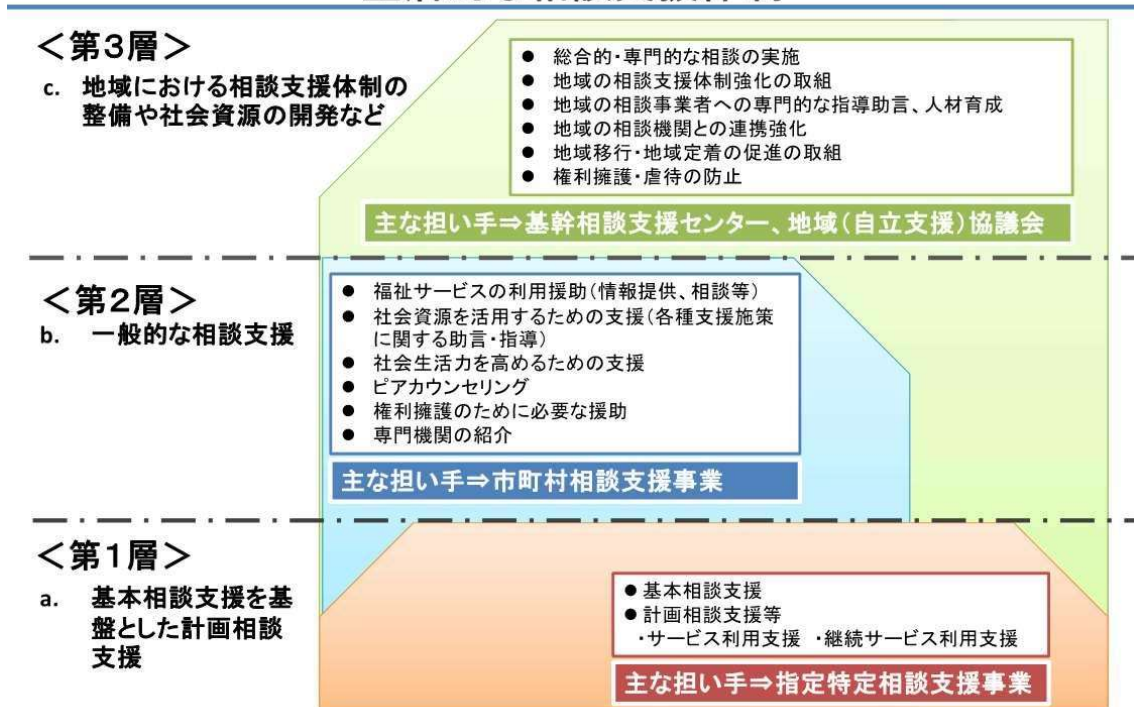 ＜第３層＞
c. 地域における相談支援体制の
整備や社会資源の開発など
● 総合的・専門的な相談の実施
● 地域の相談支援体制強化の取組
● 地域の相談事業者への専門的な指導助言、人材育成
● 地域の相談機関との連携強化
● 地域移行・地域定着の促進の取組
● 権利擁護・虐待の防止
主な担い手⇒基幹相談支援センター、地域（自立支援）協議会
＜第２層＞
b. 一般的な相談支援
● 福祉サービスの利用援助（情報提供、相談等）
● 社会資源を活用するための支援（各種支援施策
に関する助言・指導）
● 社会生活力を高めるための支援
● ピアカウンセリング
● 権利擁護のために必要な援助
● 専門機関の紹介
主な担い手⇒市町村相談支援事業
＜第１層＞
a. 基本相談支援を基
盤とした計画相談
支援
● 基本相談支援
● 計画相談支援等
・サービス利用支援 ・継続サービス利用支援
主な担い手⇒指定特定相談支援事業